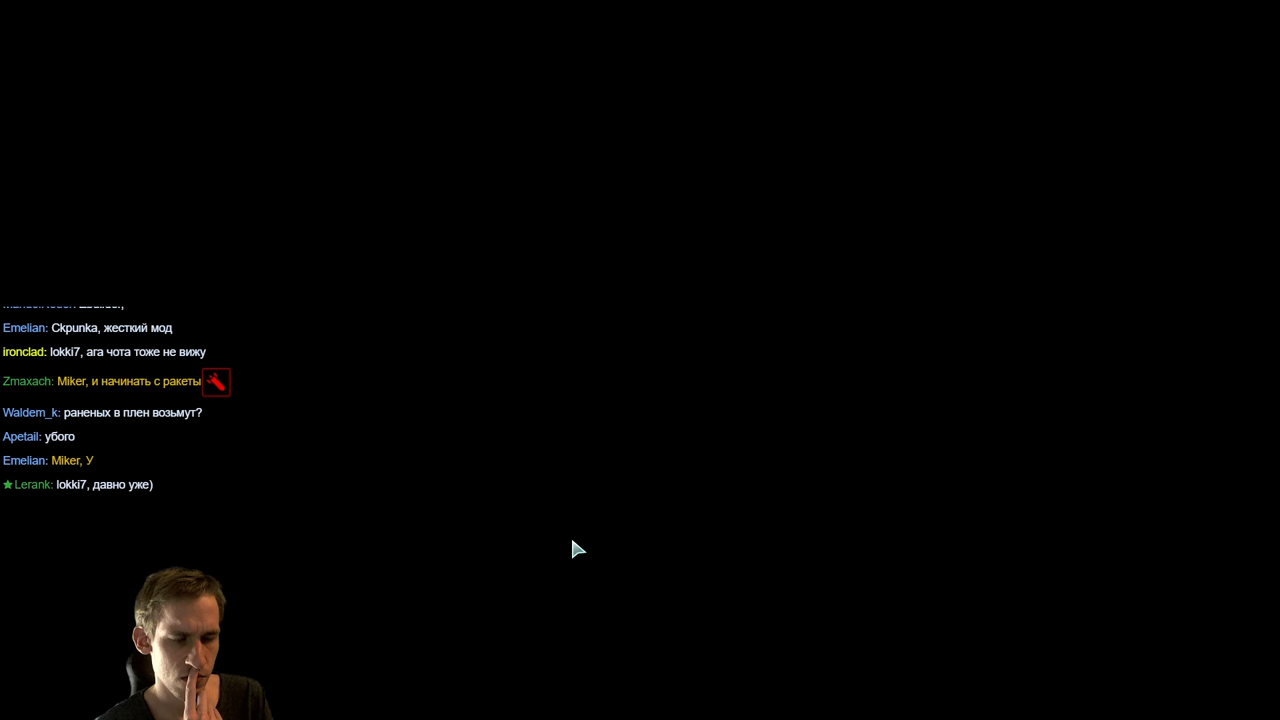 Emelian: Ckpunka, жесткий мод
ironclad: lokki7, ага чота тоже не вижу
Zmaxach: Miker, и начинать с ракеты
Waldem_k: раненых в плен возьмут?
Apetail: убого
Emelian: Miker, У
Lerank: lokki7, давно уже)